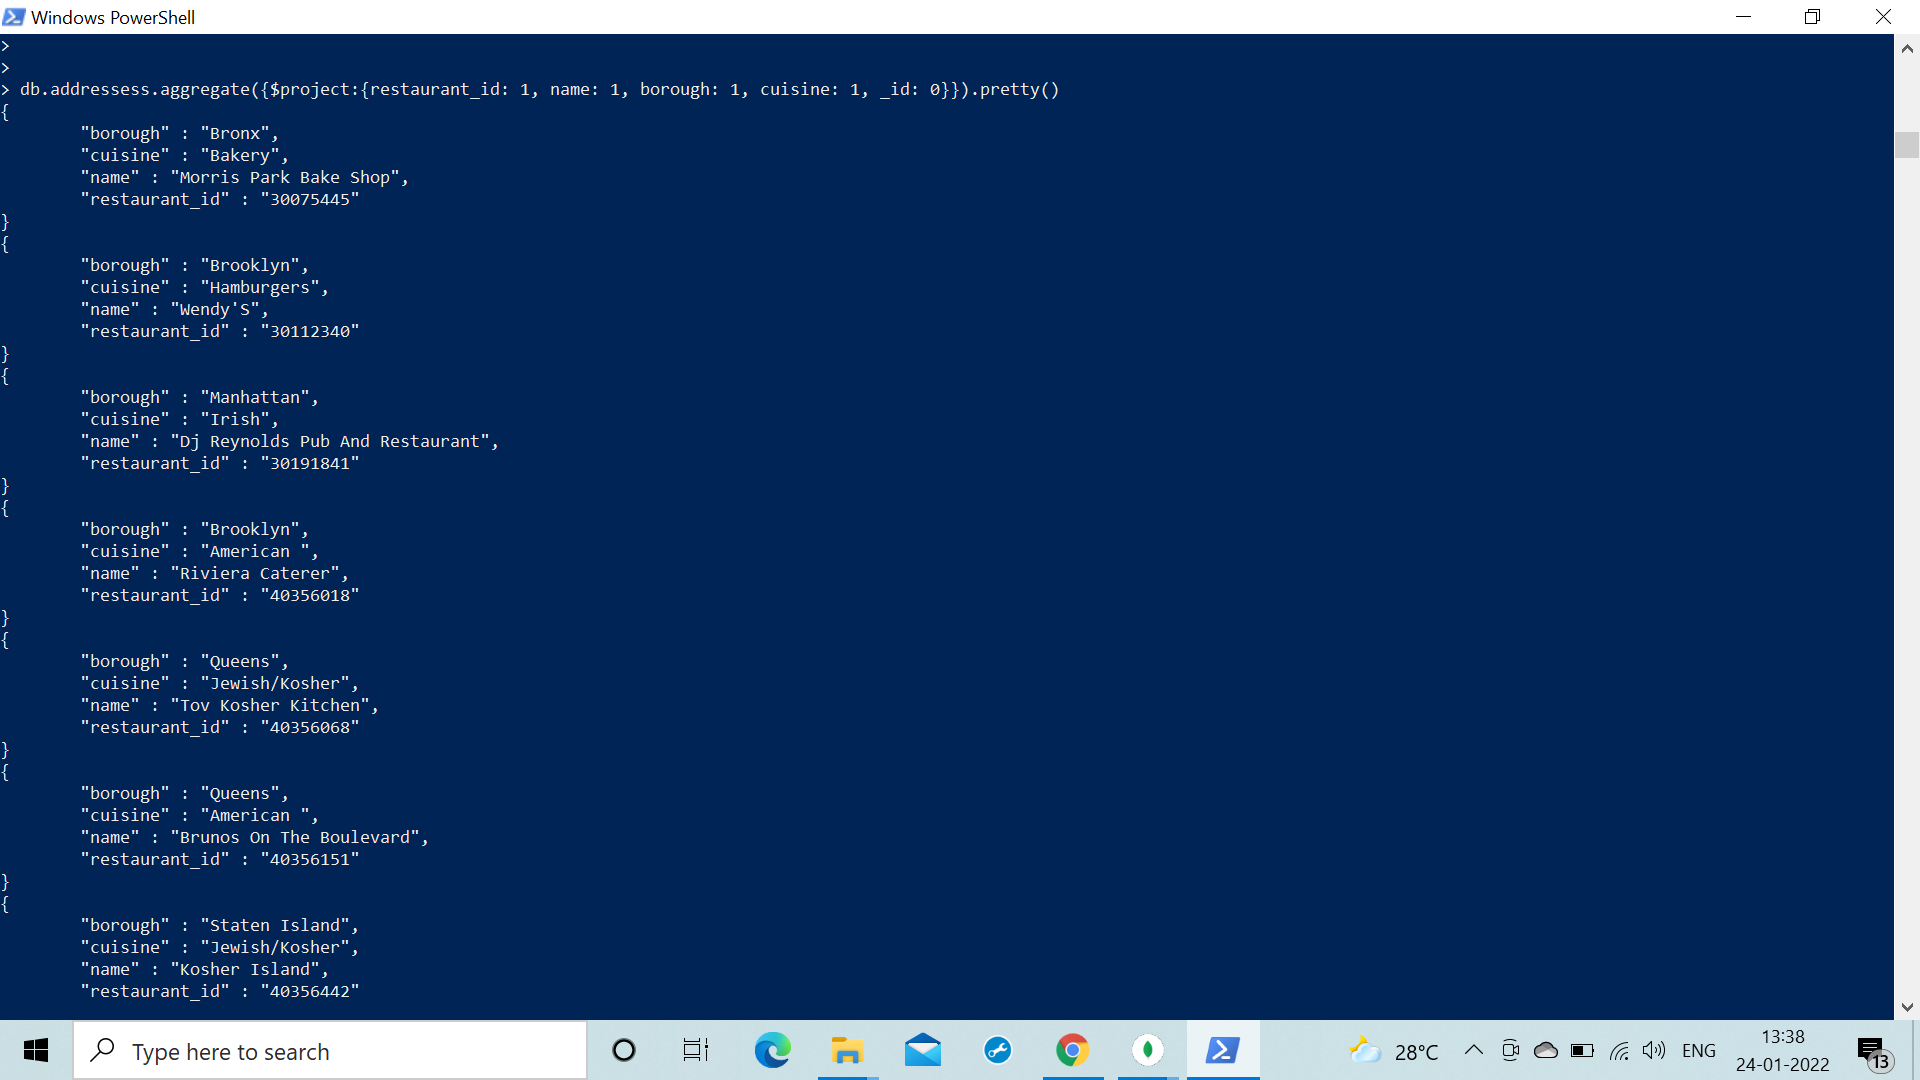 Windows PowerShell
>
>
> db.addressess.aggregate({$project:{restaurant_id: 1, name: 1, borough: 1, cuisine: 1, _id: 0}}).pretty()
{
"borough" : "Bronx",
"cuisine" : "Bakery",
"name" : "Morris Park Bake Shop",
"restaurant_id" : "30075445"
}
{
"borough" : "Brooklyn",
"cuisine" : "Hamburgers",
"name" : "Wendy'S",
"restaurant_id" : "30112340"
}
{
"borough" : "Manhattan",
"cuisine" : "Irish",
"name" : "Dj Reynolds Pub And Restaurant",
"restaurant_id" : "30191841"
}
{
"borough" : "Brooklyn",
"cuisine" : "American ",
"name" : "Riviera Caterer",
"restaurant_id" : "40356018"
}
{
"borough" : "Queens",
"cuisine" : "Jewish/Kosher",
"name" : "Tov Kosher Kitchen",
"restaurant_id" : "40356068"
}
{
"borough" : "Queens",
"cuisine" : "American ",
"name" : "Brunos On The Boulevard",
"restaurant_id" : "40356151"
}
{
"borough" : "Staten Island",
"cuisine" : "Jewish/Kosher",
"name" : "Kosher Island",
"restaurant_id" : "40356442"
Type here to search
28°C
ENG
13:38
24-01-2022
13